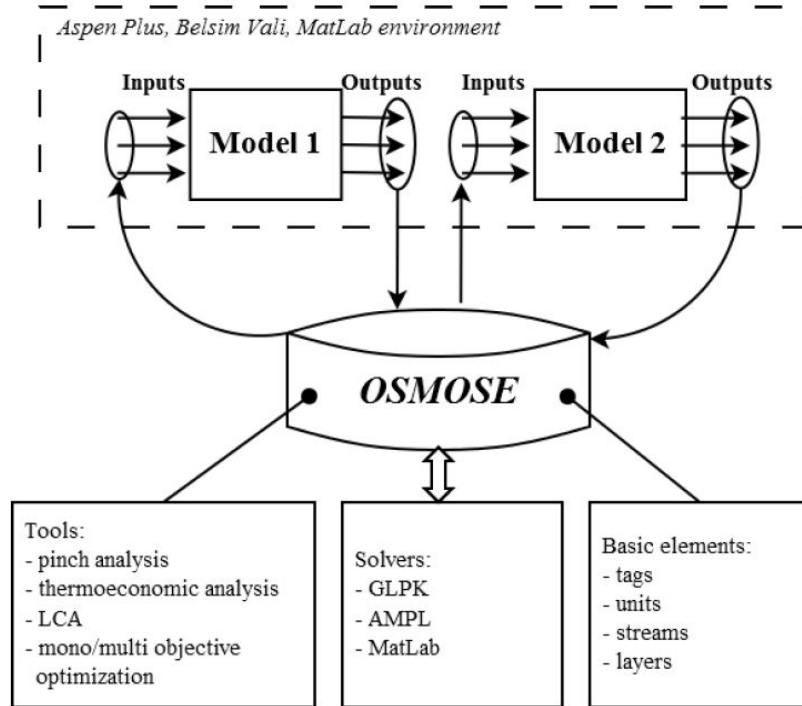 Aspen Plus, Belsim Vali, MatLab environment
Inputs
Outputs
Inputs
Outputs
Model 1
Model 2
OSMOSE
Tools:
- pinch analysis
- thermoeconomic analysis
- LCA
- mono/multi objective
optimization
Solvers:
- GLPK
- AMPL
- MatLab
Basic elements:
- tags
- units
- streams
- layers